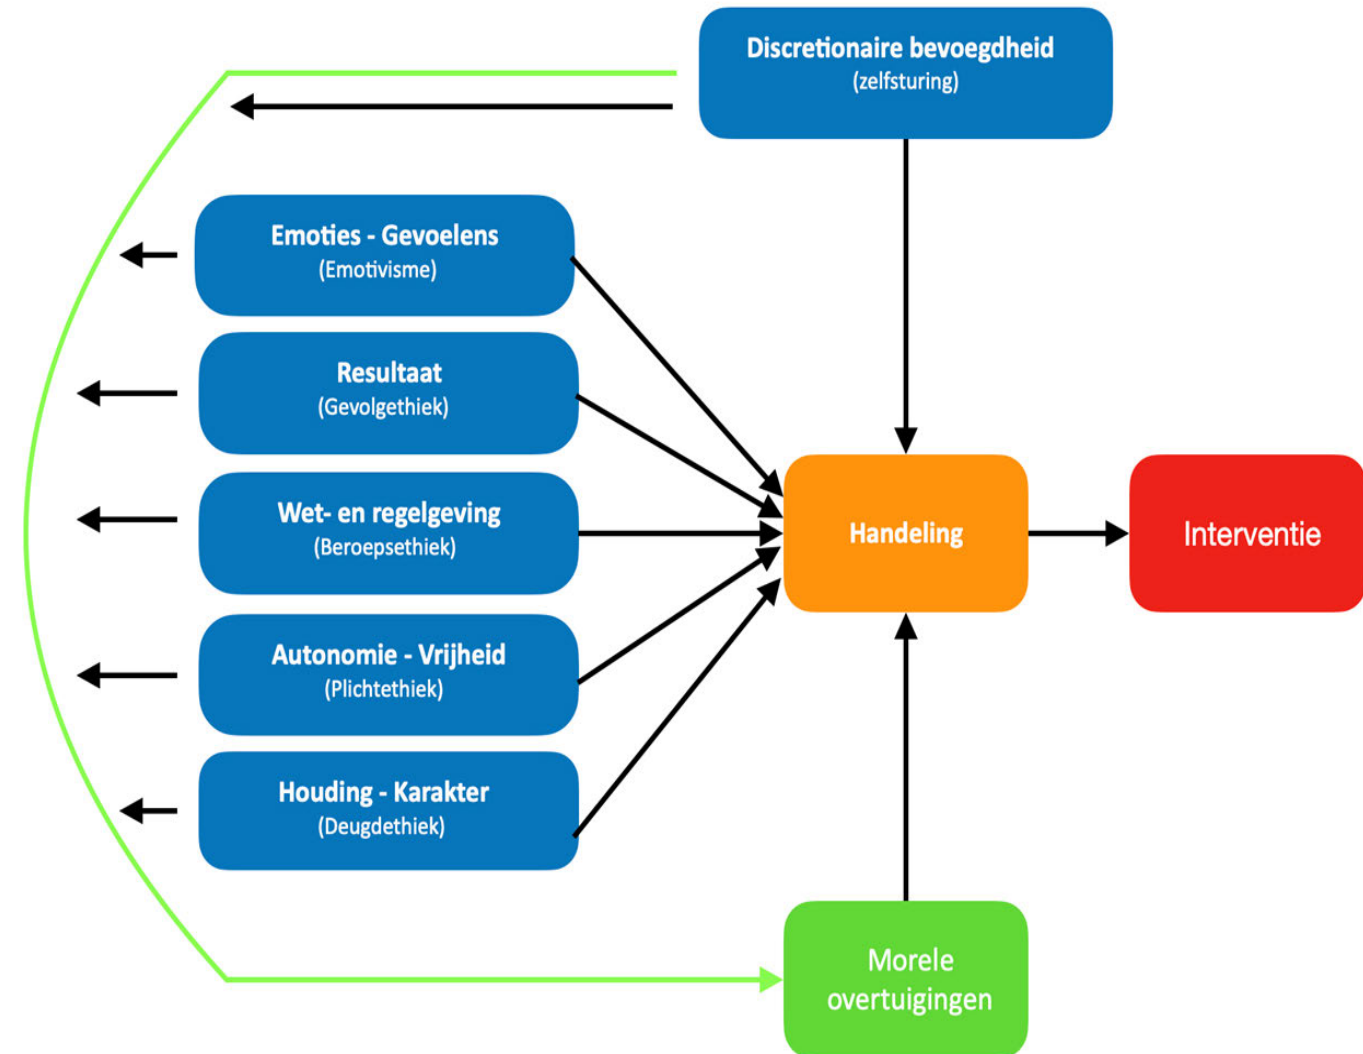 Discretionaire bevoegdheid
(zelfsturing)
Emoties - Gevoelens
(Emotivisme)
Resultaat
(Gevolgethiek)
Wet- en regelgeving
(Beroepsethiek)
Handeling
Interventie
Autonomie - Vrijheid
(Plichtethiek)
Houding - Karakter
(Deugdethiek)
Morele
overtuigingen